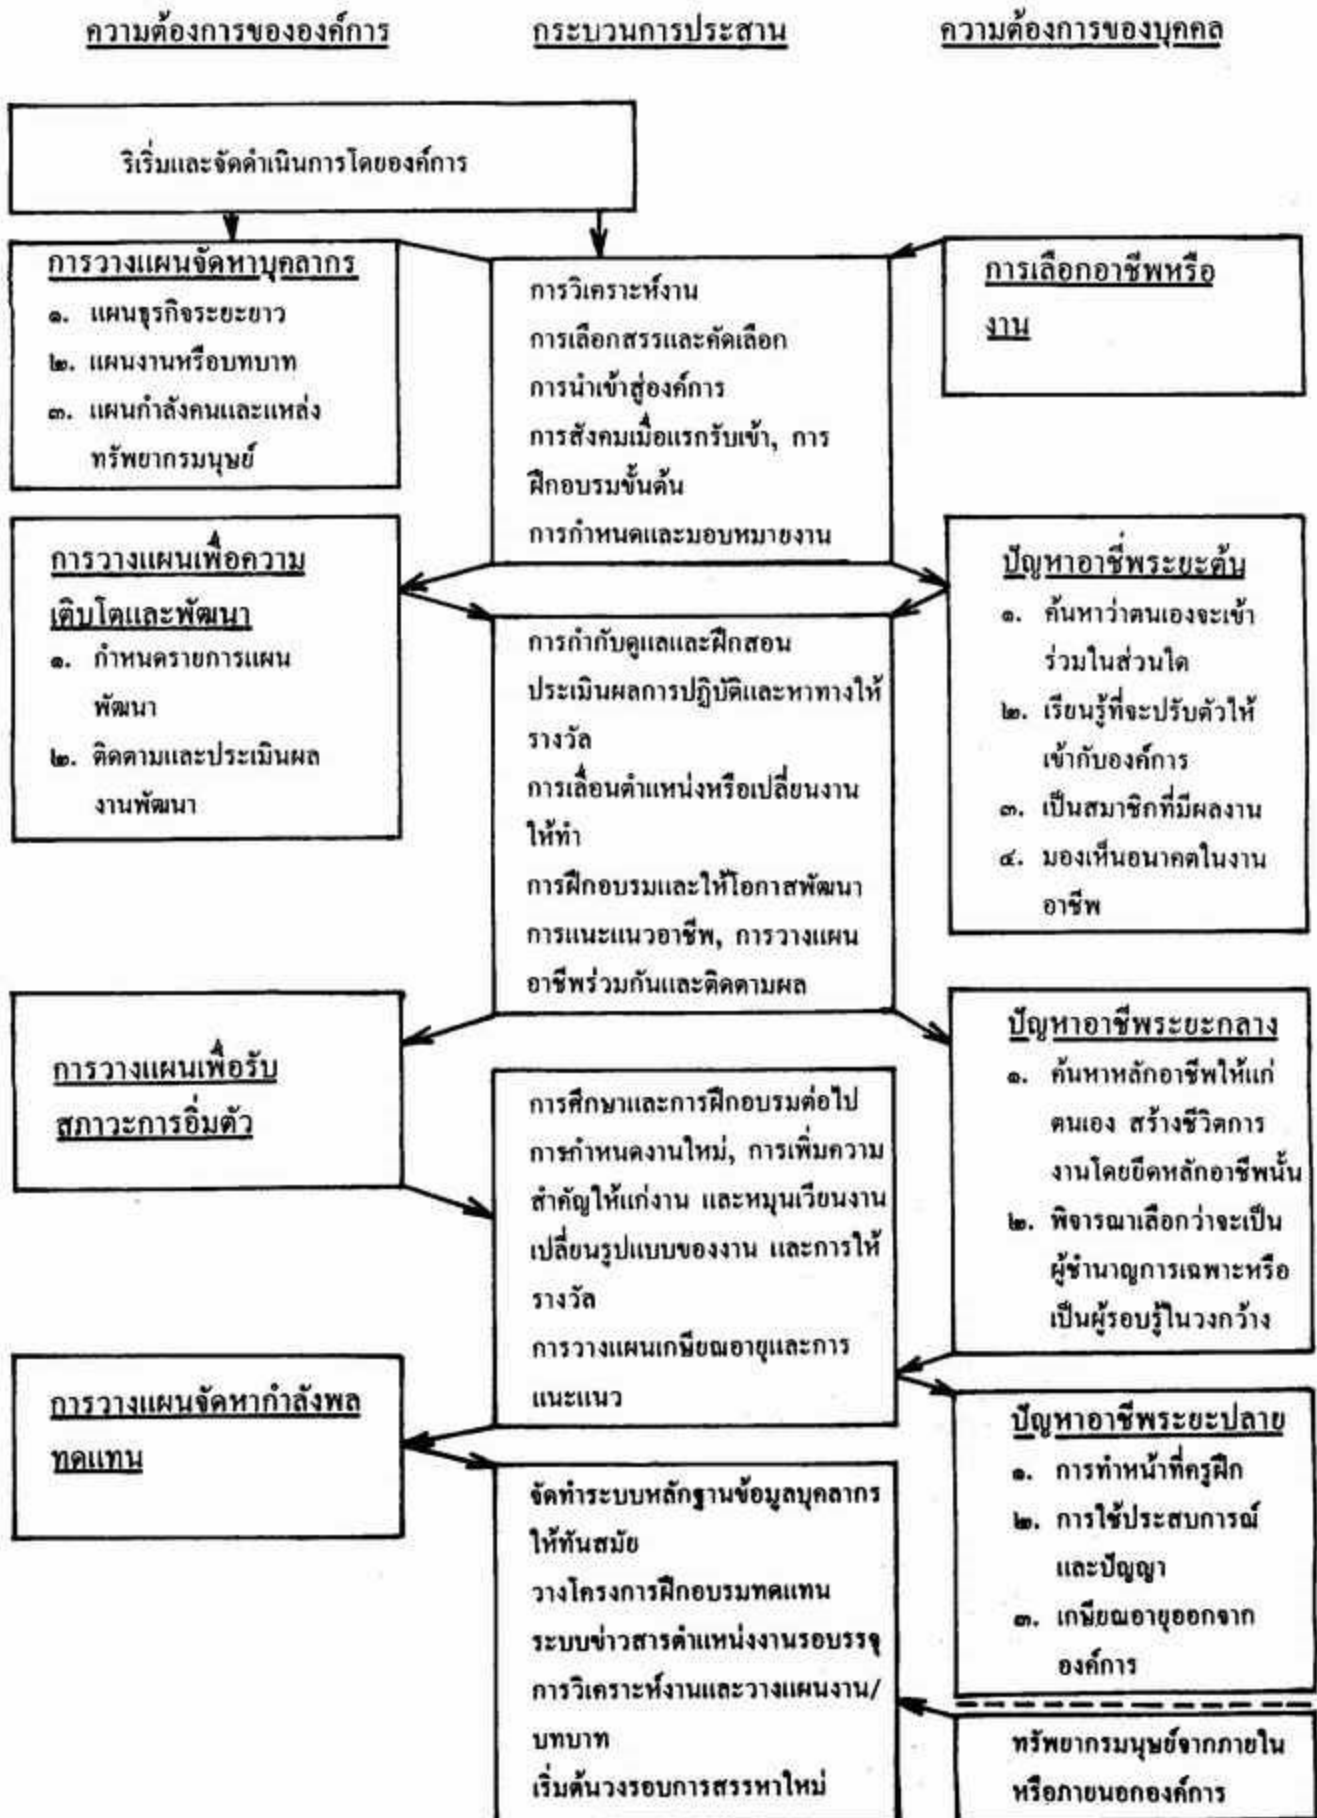 ความต้องการขององค์การ
กระบวนการประสาน
ความต้องการของบุคคล
ริเริ่มและจัดดำเนินการโดยองค์การ
การวางแผนจัดหาบุคลากร
๑. แผนธุรกิจระยะยาว
๒. แผนงานหรือบทบาท
๓. แผนกำลังคนและแหล่ง
ทรัพยากรมนุษย์
การวิเคราะห์งาน
การเลือกสรรและคัดเลือก
การนำเข้าสู่องค์การ
การสังคมเมื่อแรกรับเข้า, การ
ฝึกอบรมขั้นต้น
การกำหนดและมอบหมายงาน
การเลือกอาชีพหรือ
งาน
การวางแผนเพื่อความ
เติบโตและพัฒนา
๑. กำหนดรายการแผน
พัฒนา
๒. ติดตามและประเมินผล
งานพัฒนา
การกำกับดูแลและฝึกสอน
ประเมินผลการปฏิบัติและหาทางให้
รางวัล
การเลื่อนตำแหน่งหรือเปลี่ยนงาน
ให้ทำ
การฝึกอบรมและให้โอกาสพัฒนา
การแนะแนวอาชีพ, การวางแผน
อาชีพร่วมกันและติดตามผล
ปัญหาอาชีพระยะต้น
๑. ค้นหาว่าตนเองจะเข้า
ร่วมในส่วนใด
๒. เรียนรู้ที่จะปรับตัวให้
เข้ากับองค์การ
๓. เป็นสมาชิกที่มีผลงาน
๔. มองเห็นอนาคตในงาน
อาชีพ
การวางแผนเพื่อรับ
สภาวะการอิ่มตัว
การศึกษาและการฝึกอบรมต่อไป
การกำหนดงานใหม่, การเพิ่มความ
สำคัญให้แก่งาน และหมุนเวียนงาน
เปลี่ยนรูปแบบของงาน และการให้
รางวัล
การวางแผนเกษียณอายุและการ
แนะแนว
ปัญหาอาชีพระยะกลาง
๑. ค้นหาหลักอาชีพให้แก่
ตนเอง สร้างชีวิตการ
งานโดยยึดหลักอาชีพนั้น
๒. พิจารณาเลือกว่าจะเป็น
ผู้ชำนาญการเฉพาะหรือ
เป็นผู้รอบรู้ในวงกว้าง
การวางแผนจัดหากำลังพล
ทดแทน
จัดทำระบบหลักฐานข้อมูลบุคลากร
ให้ทันสมัย
วางโครงการฝึกอบรมทดแทน
ระบบข่าวสารตำแหน่งงานรอบรรจุ
การวิเคราะห์งานและวางแผนงาน/
บทบาท
เริ่มต้นวงรอบการสรรหาใหม่
ปัญหาอาชีพระยะปลาย
๑. การทำหน้าที่ครูฝึก
๒. การใช้ประสบการณ์
และปัญญา
๓. เกษียณอายุออกจาก
องค์การ
ทรัพยากรมนุษย์จากภายใน
หรือภายนอกองค์การ